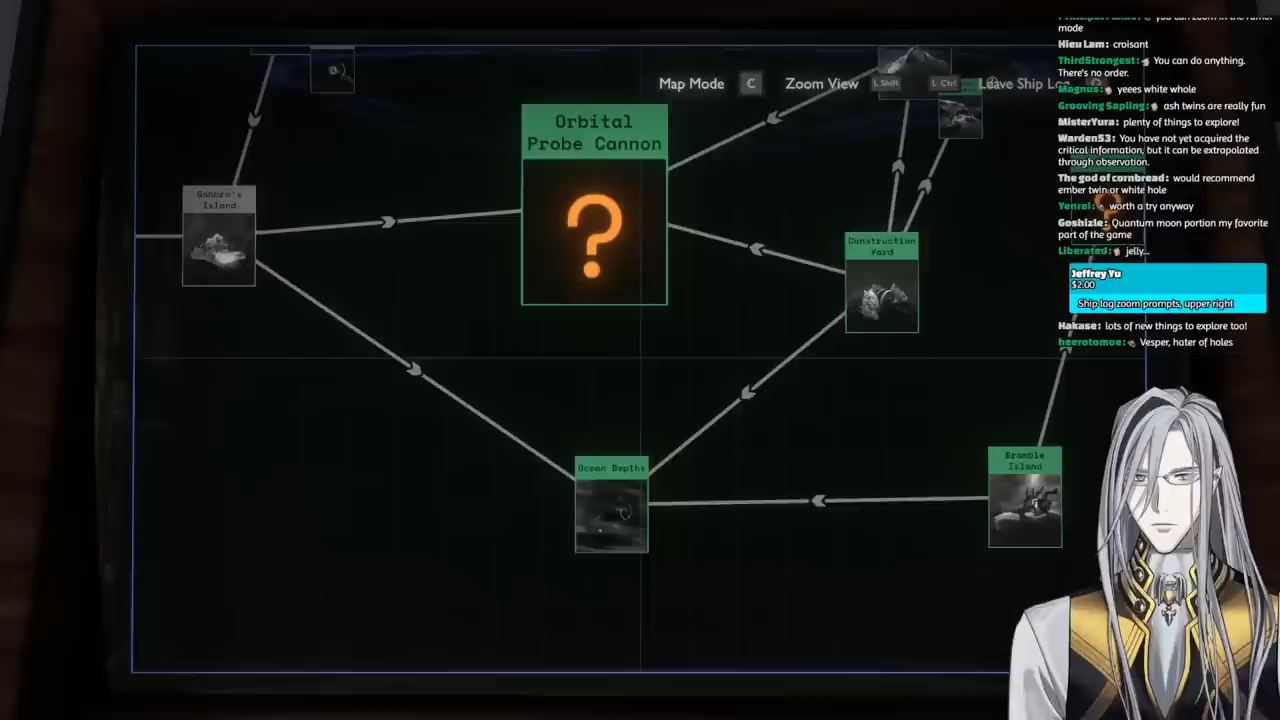 Map Mode C Zoom View L Shift L Ctrl Leave Ship Log
Orbital
Probe Cannon
Gabbro's
Island
Construction
Yard
Ocean Depths
Bramble
Island
you can zoom in the rumor
mode
Hieu Lam: croisant
ThirdStrongest: You can do anything.
There's no order.
Magnus: yeees white whole
Grooving Sapling: ash twins are really fun
MisterYura: plenty of things to explore!
Warden53: You have not yet acquired the
critical information, but it can be extrapolated
through observation.
The god of cornbread: would recommend
ember twin or white hole
Yenrei: worth a try anyway
Goshizle: Quantum moon portion my favorite
part of the game
Liberated: jelly...
Jeffrey Yu
$2.00
Ship log zoom prompts, upper right
Hakase: lots of new things to explore too!
heerotomoe: Vesper, hater of holes